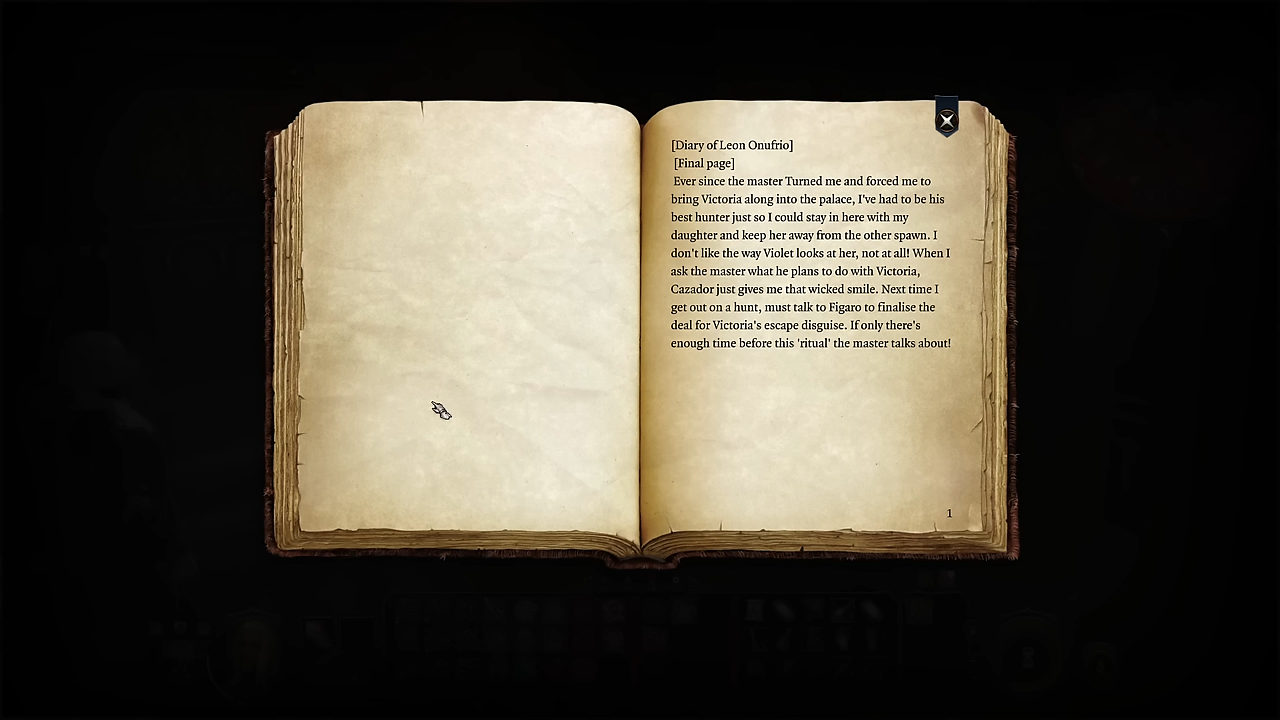 [Diary of Leon Onufrio]
[Final page]
Ever since the master Turned me and forced me to
bring Victoria along into the palace, I've had to be his
best hunter just so I could stay in here with my
daughter and keep her away from the other spawn. I
don't like the way Violet looks at her, not at all! When I
ask the master what he plans to do with Victoria,
Cazador just gives me that wicked smile. Next time I
get out on a hunt, must talk to Figaro to finalise the
deal for Victoria's escape disguise. If only there's
enough time before this 'ritual' the master talks about!
1